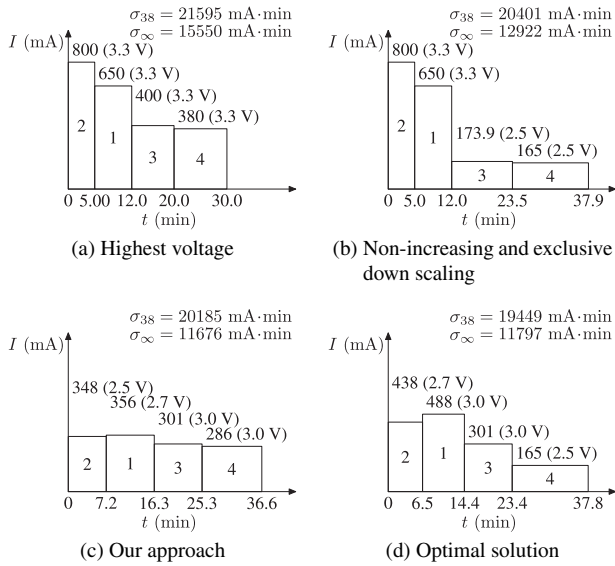 σ38 = 21595 mA·min
σ∞ = 15550 mA·min
I (mA)
800 (3.3 V)
650 (3.3 V)
400 (3.3 V)
380 (3.3 V)
2
1
3
4
0 5.00 12.0 20.0 30.0
t (min)
(a) Highest voltage
σ38 = 20401 mA·min
σ∞ = 12922 mA·min
I (mA)
800 (3.3 V)
650 (3.3 V)
173.9 (2.5 V)
165 (2.5 V)
2
1
3
4
0 5.0 12.0 23.5 37.9
t (min)
(b) Non-increasing and exclusive
down scaling
σ38 = 20185 mA·min
σ∞ = 11676 mA·min
I (mA)
348 (2.5 V)
356 (2.7 V)
301 (3.0 V)
286 (3.0 V)
2
1
3
4
0 7.2 16.3 25.3 36.6
t (min)
(c) Our approach
σ38 = 19449 mA·min
σ∞ = 11797 mA·min
I (mA)
438 (2.7 V)
488 (3.0 V)
301 (3.0 V)
165 (2.5 V)
2
1
3
4
0 6.5 14.4 23.4 37.8
t (min)
(d) Optimal solution